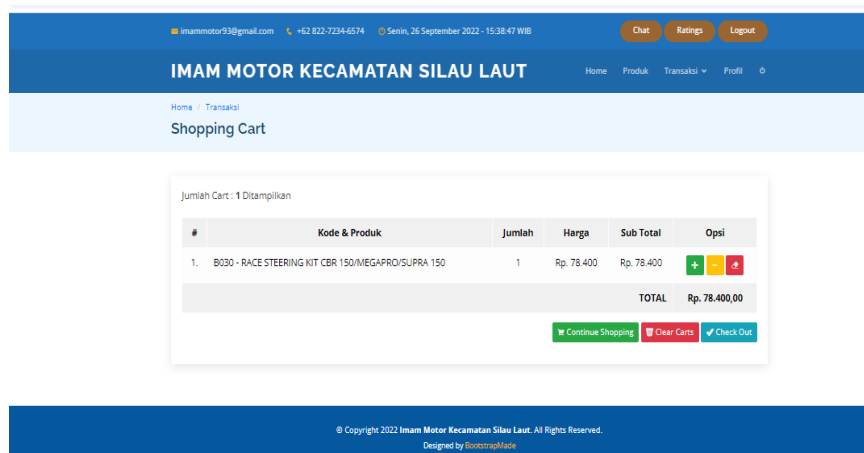 imammotor93@gmail.com +62 822-7234-6574 Senin, 26 September 2022 - 15:38:47 WIB Chat Ratings Logout
IMAM MOTOR KECAMATAN SILAU LAUT Home Produk Transaksi Profil
Home / Transaksi
Shopping Cart
Jumlah Cart : 1 Ditampilkan
# Kode & Produk Jumlah Harga Sub Total Opsi
1. B030 - RACE STEERING KIT CBR 150/MEGAPRO/SUPRA 150 1 Rp. 78.400 Rp. 78.400
TOTAL Rp. 78.400,00
Continue Shopping Clear Carts Check Out
© Copyright 2022 Imam Motor Kecamatan Silau Laut. All Rights Reserved.
Designed by BootstrapMade